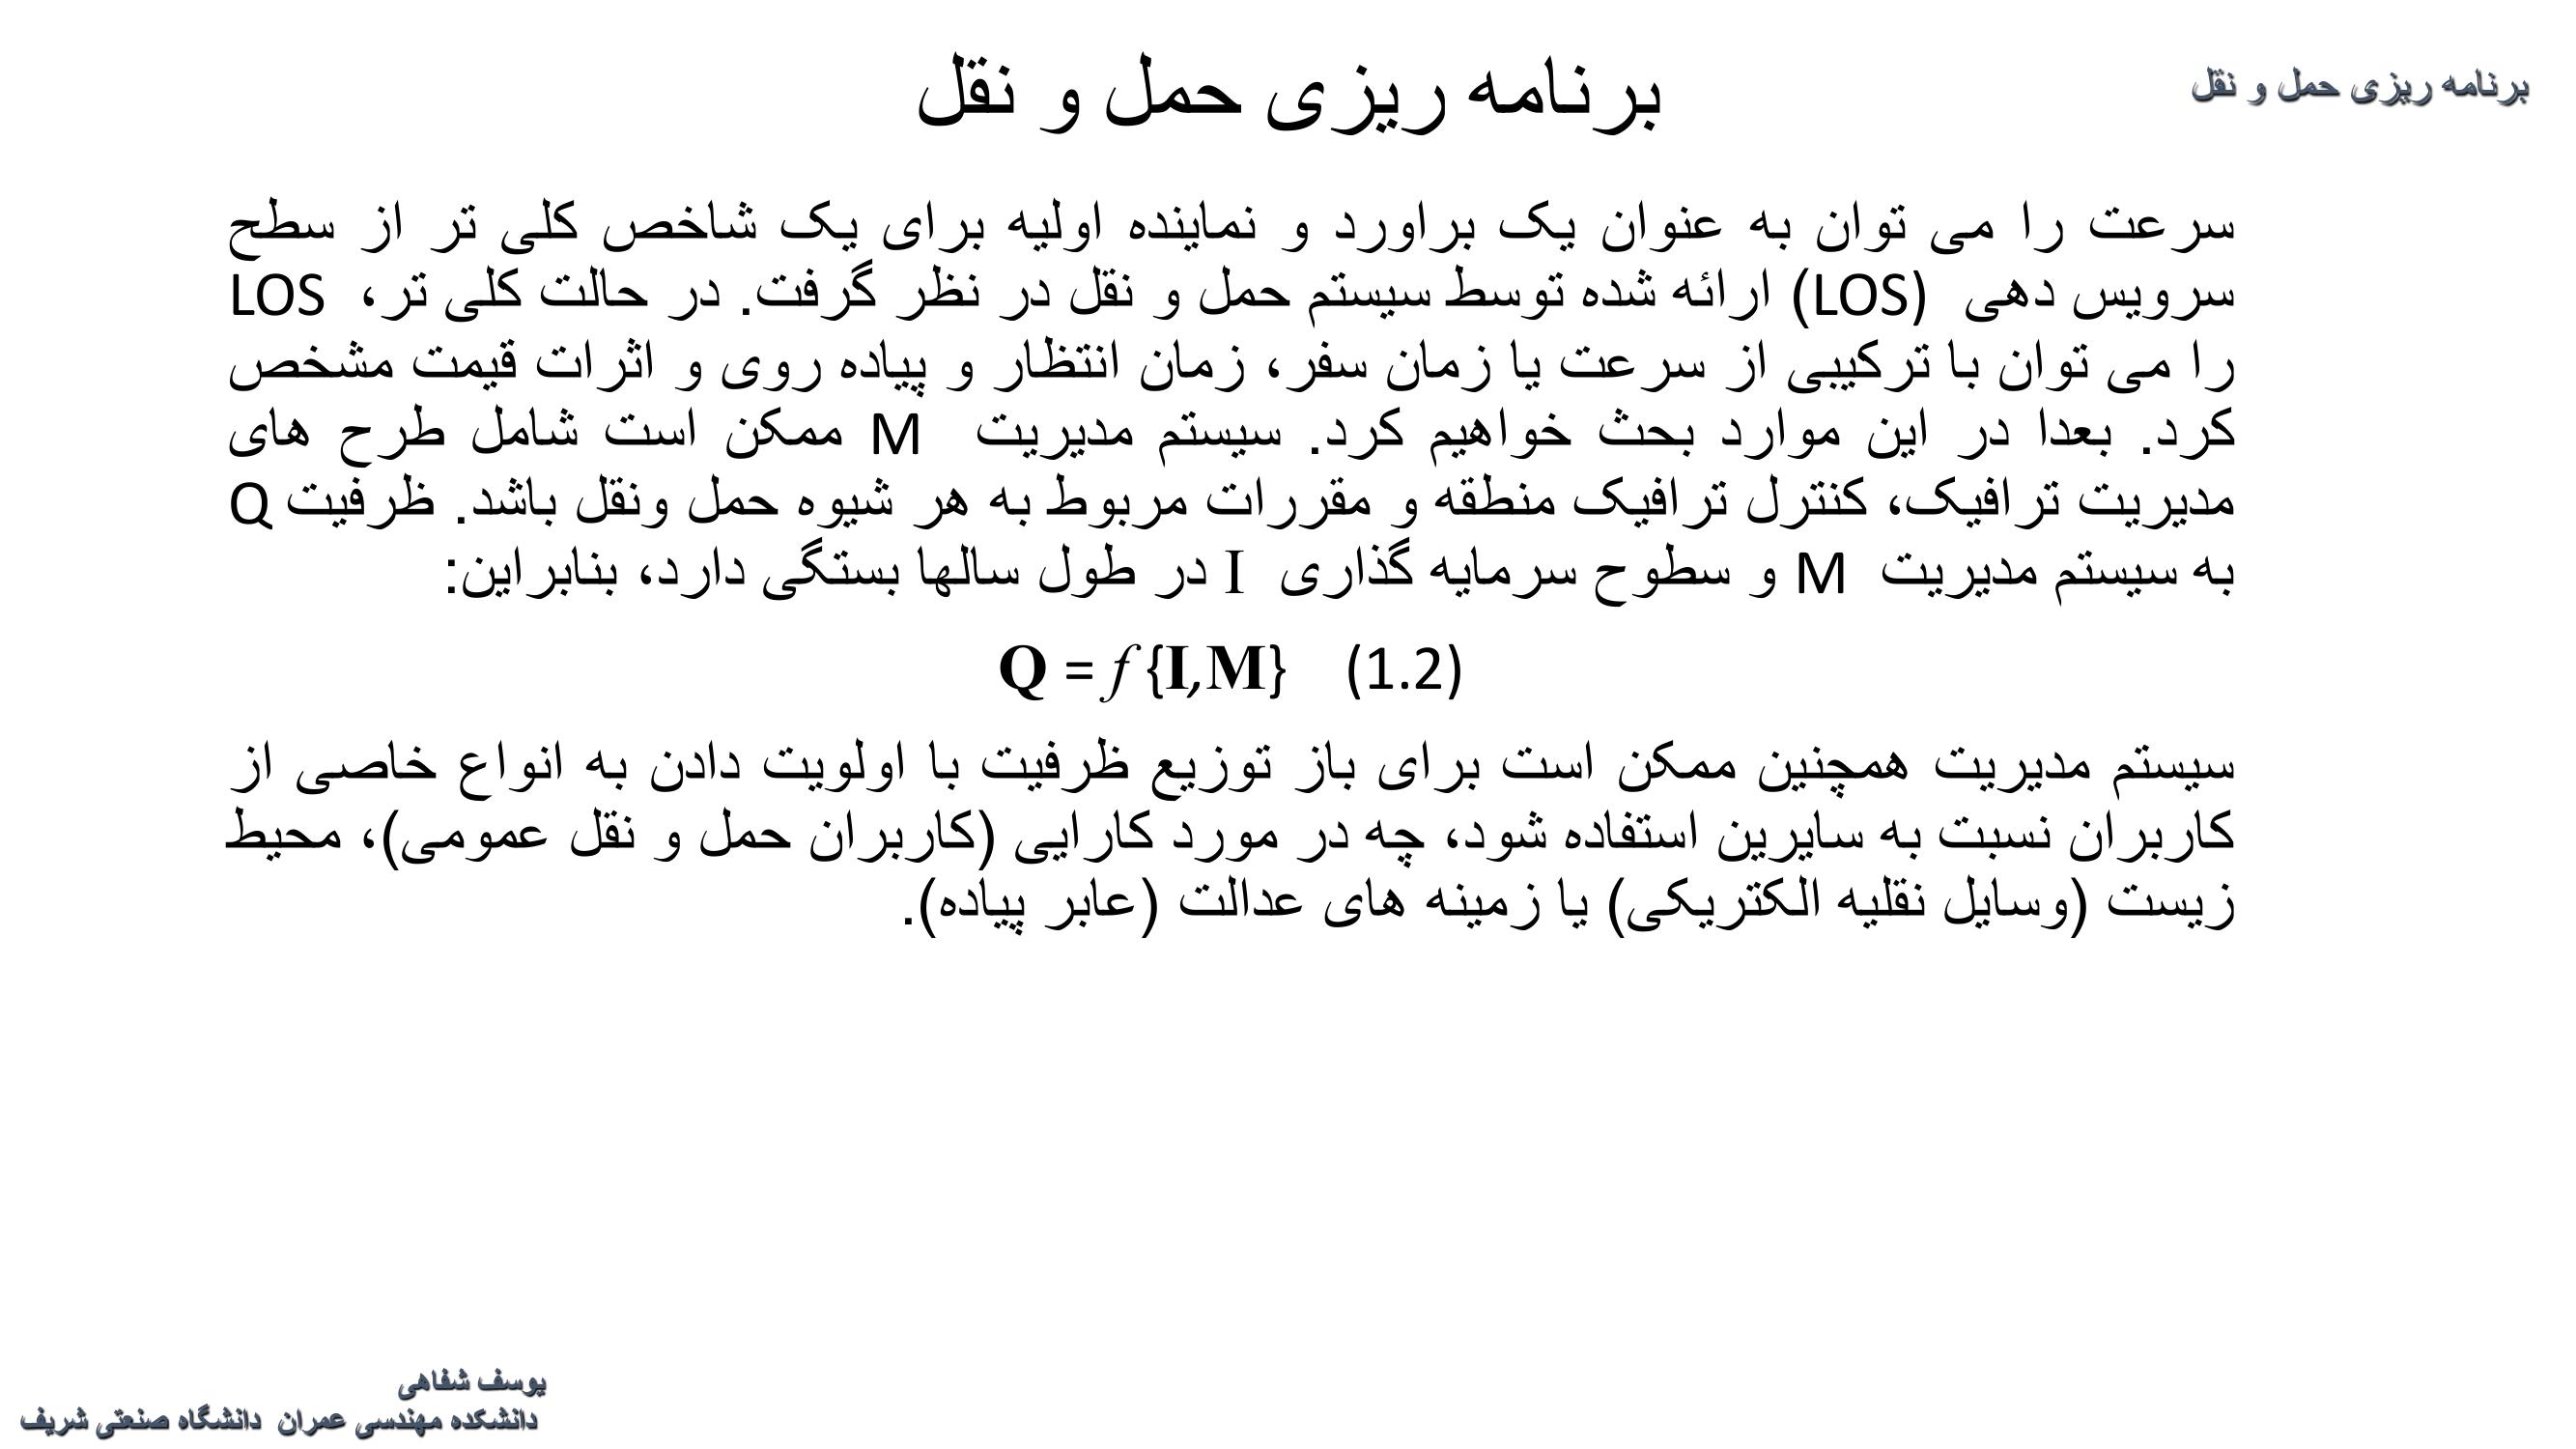 برنامه ریزی حمل و نقل
برنامه ریزی حمل و نقل
سرعت را می توان به عنوان یک براورد و نماینده اولیه برای یک شاخص کلی تر از سطح
سرویس دهی (LOS) ارائه شده توسط سیستم حمل و نقل در نظر گرفت. در حالت کلی تر، LOS
را می توان با ترکیبی از سرعت یا زمان سفر، زمان انتظار و پیاده روی و اثرات قیمت مشخص
کرد. بعدا در این موارد بحث خواهیم کرد. سیستم مدیریت M ممکن است شامل طرح های
مدیریت ترافیک، کنترل ترافیک منطقه و مقررات مربوط به هر شیوه حمل ونقل باشد. ظرفیت Q
به سیستم مدیریت M و سطوح سرمایه گذاری I در طول سالها بستگی دارد، بنابراین:
Q = f {I,M} (1.2)
سیستم مدیریت همچنین ممکن است برای باز توزیع ظرفیت با اولویت دادن به انواع خاصی از
کاربران نسبت به سایرین استفاده شود، چه در مورد کارایی (کاربران حمل و نقل عمومی)، محیط
زیست (وسایل نقلیه الکتریکی) یا زمینه های عدالت (عابر پیاده).
یوسف شفاهی
دانشکده مهندسی عمران دانشگاه صنعتی شریف